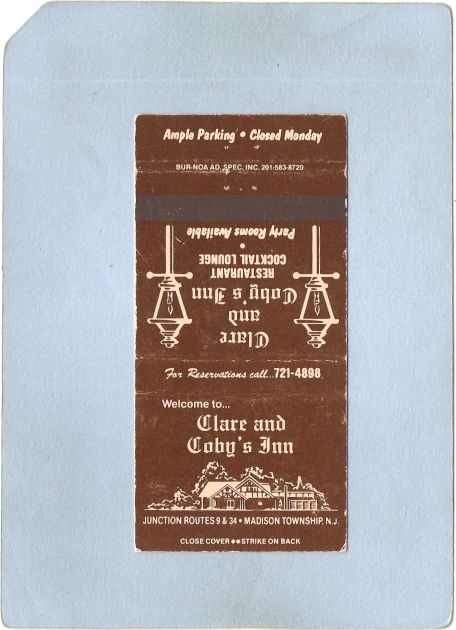 Ample Parking • Closed Monday
BUR-NOA AD. SPEC. INC. 201-583-8720
Clare
and
Coby's Inn
RESTAURANT
COCKTAIL LOUNGE
•
Party Rooms Available
For Reservations call..721-4898
Welcome to...
Clare and
Coby's Inn
JUNCTION ROUTES 9 & 34 • MADISON TOWNSHIP, N.J.
CLOSE COVER ●● STRIKE ON BACK